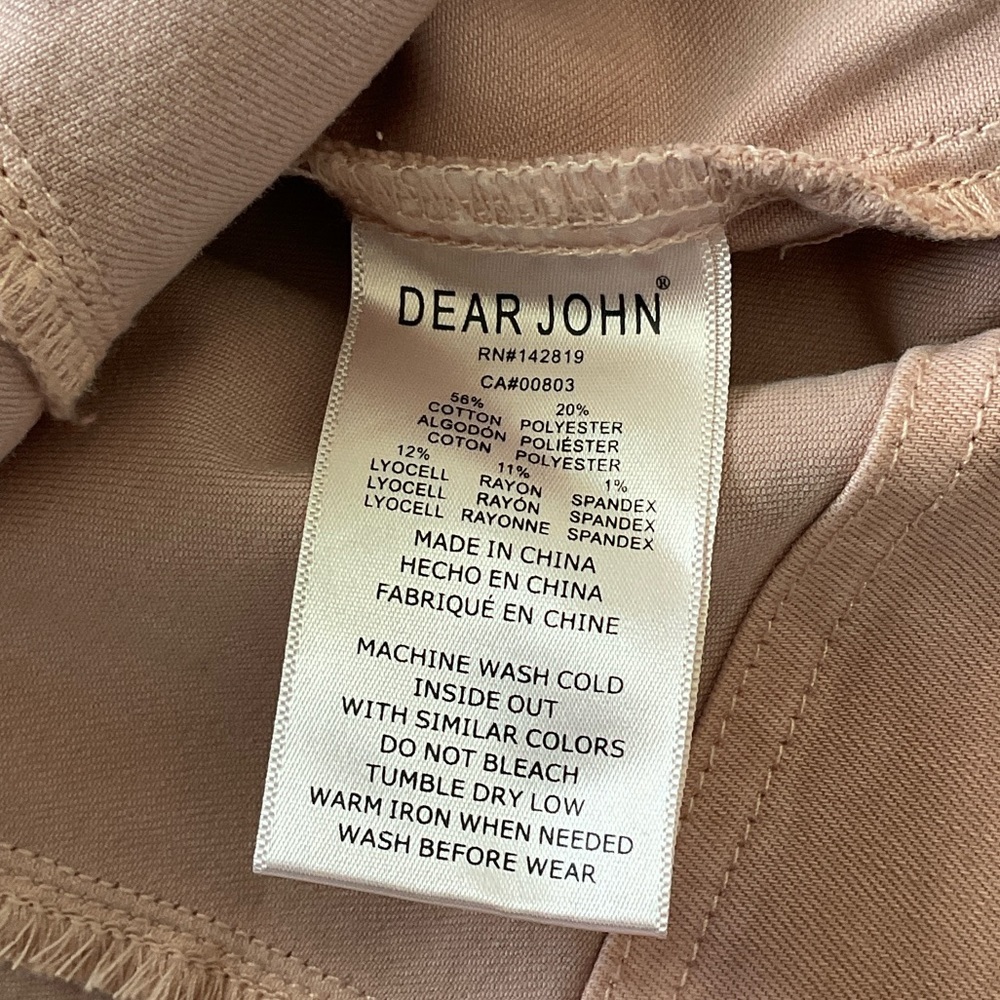 DEAR JOHN®
RN#142819
CA#00803
56% 20%
COTTON POLYESTER
ALGODÓN POLIÉSTER
COTON POLYESTER
12% 11% 1%
LYOCELL RAYON SPANDEX
LYOCELL RAYÓN SPANDEX
LYOCELL RAYONNE SPANDEX
MADE IN CHINA
HECHO EN CHINA
FABRIQUÉ EN CHINE
MACHINE WASH COLD
INSIDE OUT
WITH SIMILAR COLORS
DO NOT BLEACH
TUMBLE DRY LOW
WARM IRON WHEN NEEDED
WASH BEFORE WEAR